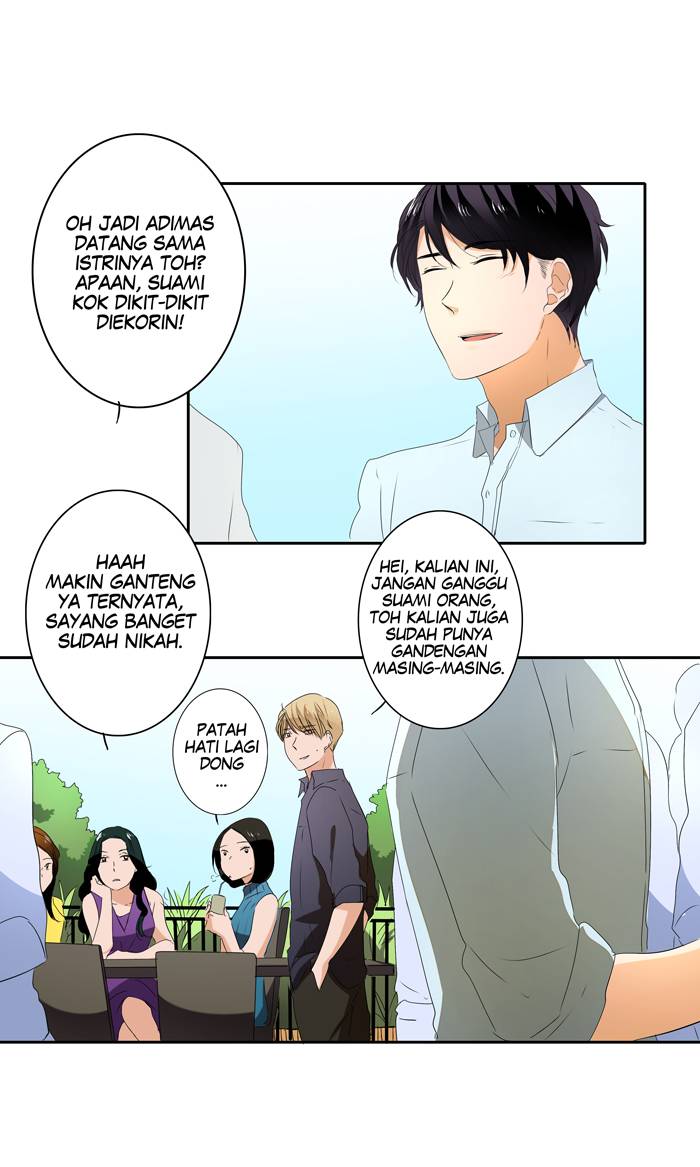 OH JADI ADIMAS
DATANG SAMA
ISTRINYA TOH?
APAAN, SUAMI
KOK DIKIT-DIKIT
DIEKORIN!
HAAH
MAKIN GANTENG
YA TERNYATA,
SAYANG BANGET
SUDAH NIKAH.
HEI, KALIAN INI,
JANGAN GANGGU
SUAMI ORANG,
TOH KALIAN JUGA
SUDAH PUNYA
GANDENGAN
MASING-MASING.
PATAH
HATI LAGI
DONG
...